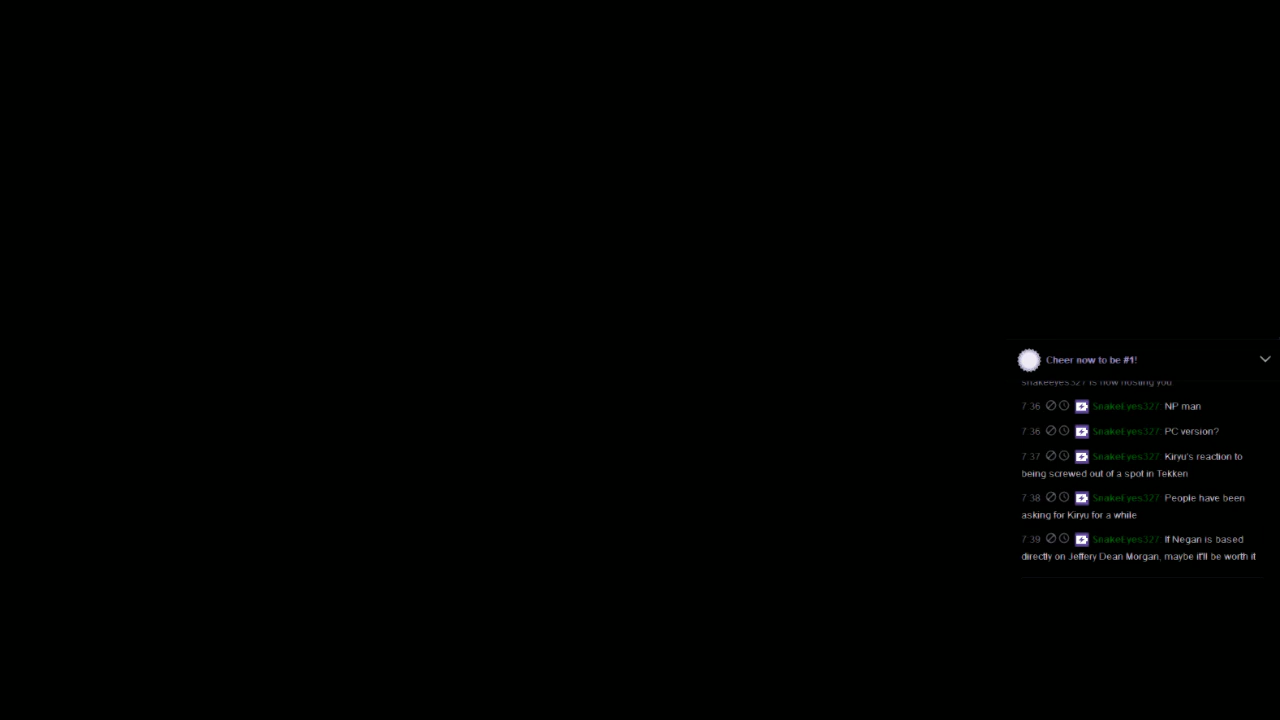 Cheer now to be #1!
snakeeyes327 is now hosting you.
7:36 SnakeEyes327: NP man
7:36 SnakeEyes327: PC version?
7:37 SnakeEyes327: Kiryu's reaction to
being screwed out of a spot in Tekken
7:38 SnakeEyes327: People have been
asking for Kiryu for a while
7:39 SnakeEyes327: If Negan is based
directly on Jeffery Dean Morgan, maybe it'll be worth it